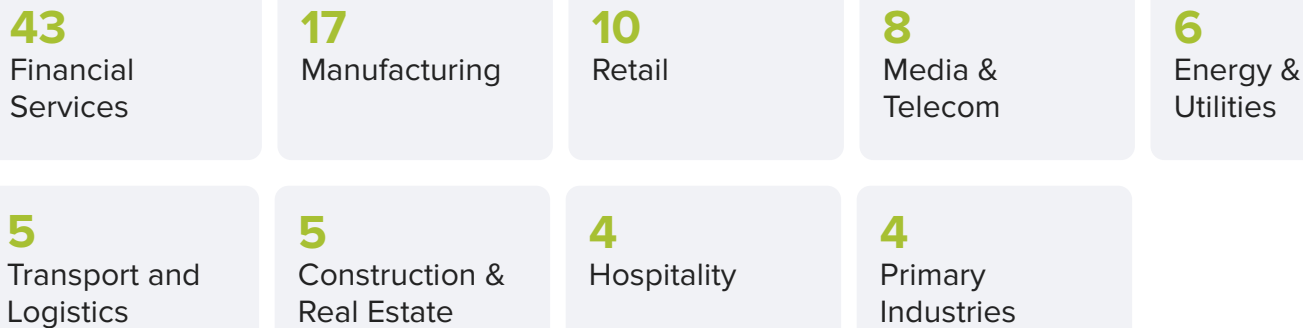 43
Financial
Services
17
Manufacturing
10
Retail
8
Media &
Telecom
6
Energy &
Utilities
5
Transport and
Logistics
5
Construction &
Real Estate
4
Hospitality
4
Primary
Industries